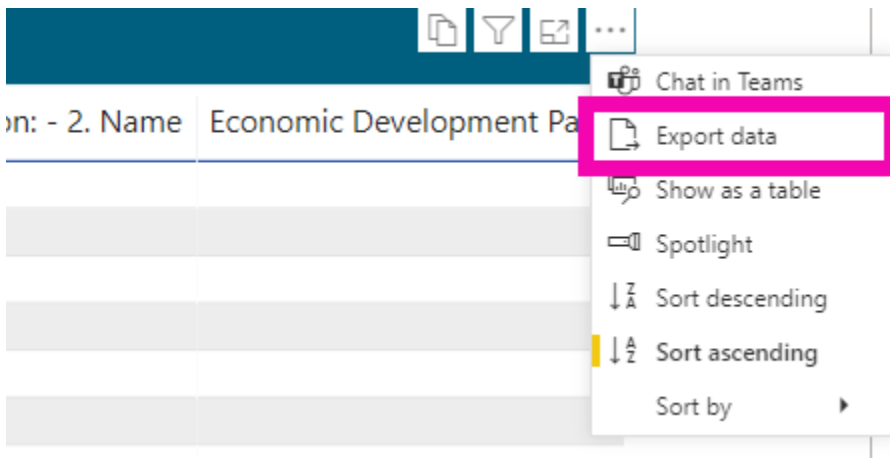 on: - 2. Name
Economic Development Pa
Chat in Teams
Export data
Show as a table
Spotlight
Sort descending
Sort ascending
Sort by